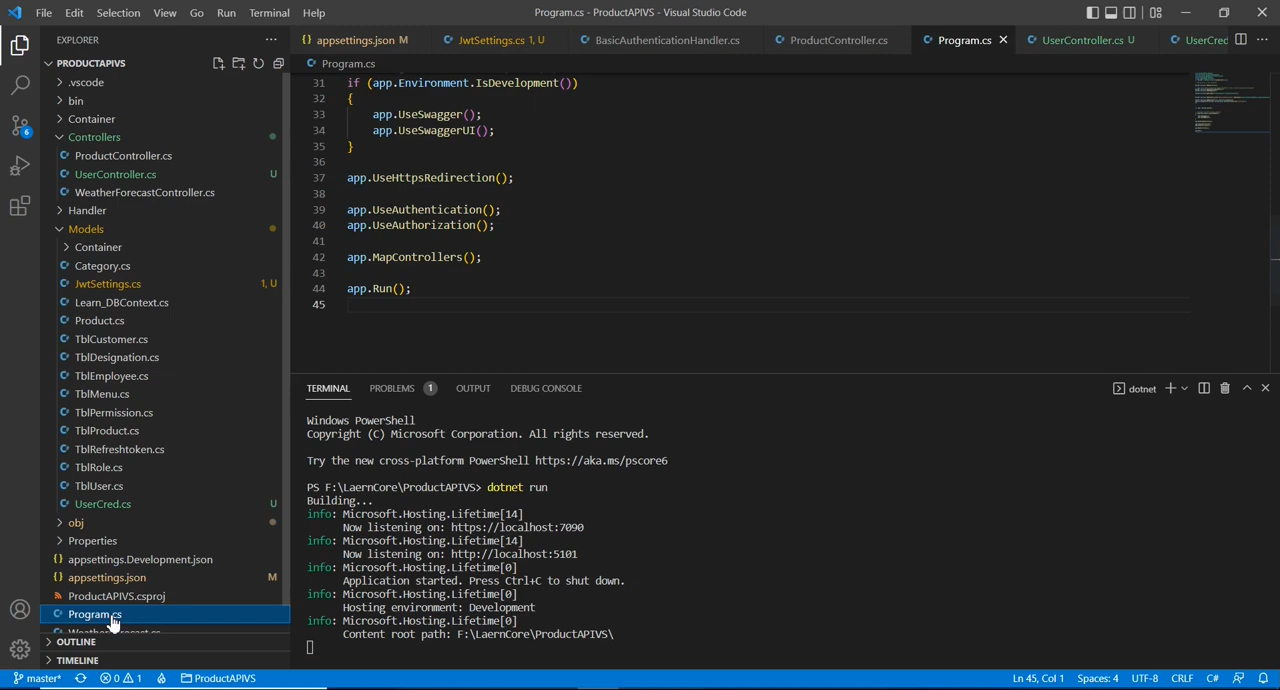 File Edit Selection View Go Run Terminal Help
Program.cs - ProductAPIVS - Visual Studio Code
EXPLORER
PRODUCTAPIVS
.vscode
bin
Container
Controllers
ProductController.cs
UserController.cs U
WeatherForecastController.cs
Handler
Models
Container
Category.cs
JwtSettings.cs 1, U
Learn_DBContext.cs
Product.cs
TblCustomer.cs
TblDesignation.cs
TblEmployee.cs
TblMenu.cs
TblPermission.cs
TblProduct.cs
TblRefreshtoken.cs
TblRole.cs
TblUser.cs
UserCred.cs U
obj
Properties
appsettings.Development.json
appsettings.json M
ProductAPIVS.csproj
Program.cs
WeatherForecast.cs
OUTLINE
TIMELINE
6
appsettings.json M JwtSettings.cs 1, U BasicAuthenticationHandler.cs ProductController.cs Program.cs UserController.cs U UserCred
Program.cs
31 if (app.Environment.IsDevelopment())
32 {
33 app.UseSwagger();
34 app.UseSwaggerUI();
35 }
36
37 app.UseHttpsRedirection();
38
39 app.UseAuthentication();
40 app.UseAuthorization();
41
42 app.MapControllers();
43
44 app.Run();
45
TERMINAL PROBLEMS 1 OUTPUT DEBUG CONSOLE dotnet
Windows PowerShell
Copyright (C) Microsoft Corporation. All rights reserved.
Try the new cross-platform PowerShell https://aka.ms/pscore6
PS F:\LaernCore\ProductAPIVS> dotnet run
Building...
info: Microsoft.Hosting.Lifetime[14]
Now listening on: https://localhost:7090
info: Microsoft.Hosting.Lifetime[14]
Now listening on: http://localhost:5101
info: Microsoft.Hosting.Lifetime[0]
Application started. Press Ctrl+C to shut down.
info: Microsoft.Hosting.Lifetime[0]
Hosting environment: Development
info: Microsoft.Hosting.Lifetime[0]
Content root path: F:\LaernCore\ProductAPIVS\
master* 0 1 ProductAPIVS Ln 45, Col 1 Spaces: 4 UTF-8 CRLF C#